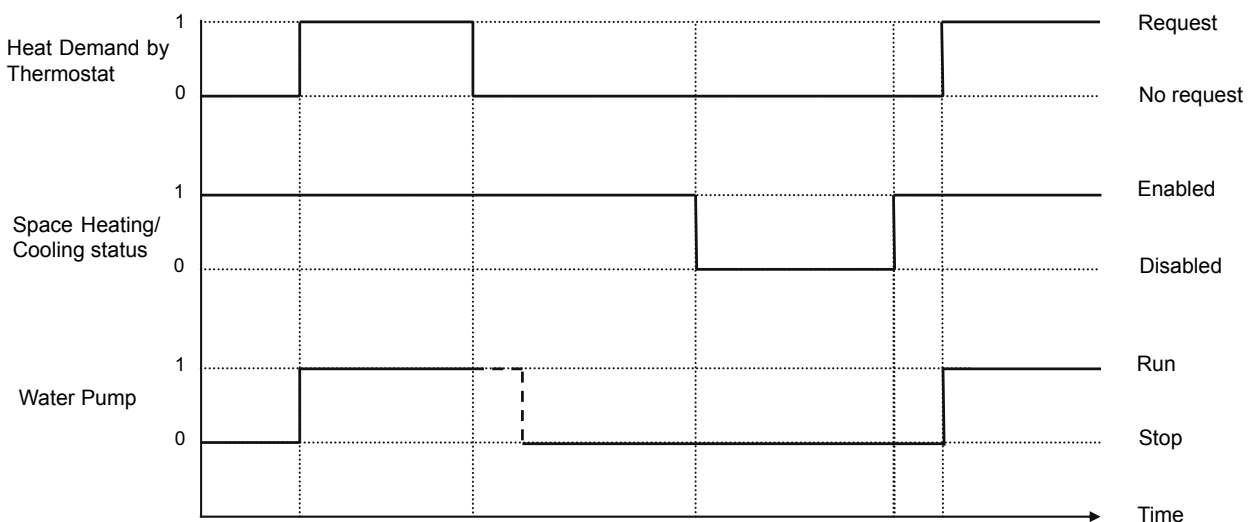 Heat Demand by
Thermostat
1
0
Request
No request
Space Heating/
Cooling status
1
0
Enabled
Disabled
Water Pump
1
0
Run
Stop
Time